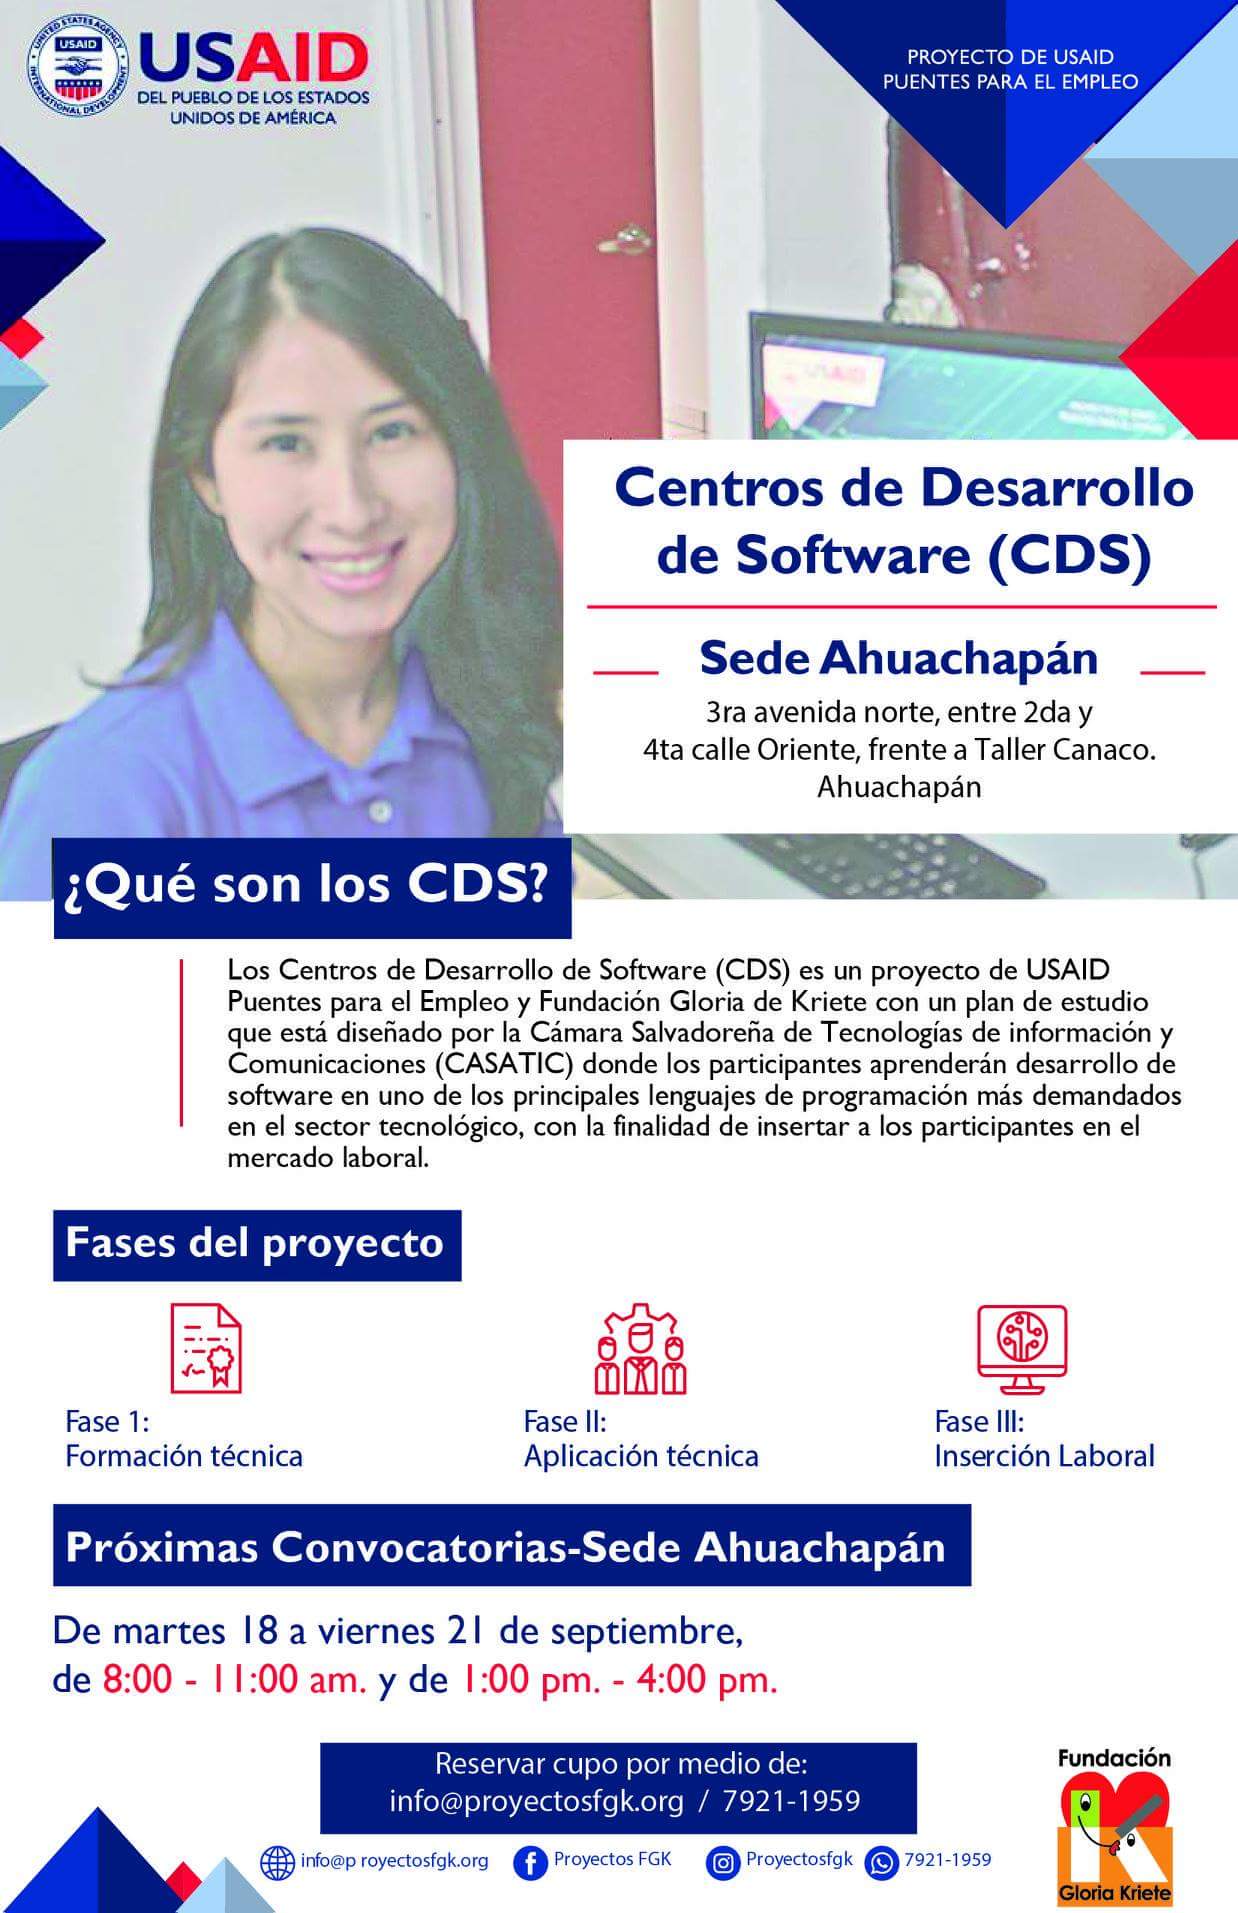 UNITED STATES AGENCY
USAID
INTERNATIONAL DEVELOPMENT
USAID
DEL PUEBLO DE LOS ESTADOS
UNIDOS DE AMÉRICA
PROYECTO DE USAID
PUENTES PARA EL EMPLEO
USAID
Centros de Desarrollo
de Software (CDS)
Sede Ahuachapán
3ra avenida norte, entre 2da y
4ta calle Oriente, frente a Taller Canaco.
Ahuachapán
¿Qué son los CDS?
Los Centros de Desarrollo de Software (CDS) es un proyecto de USAID
Puentes para el Empleo y Fundación Gloria de Kriete con un plan de estudio
que está diseñado por la Cámara Salvadoreña de Tecnologías de información y
Comunicaciones (CASATIC) donde los participantes aprenderán desarrollo de
software en uno de los principales lenguajes de programación más demandados
en el sector tecnológico, con la finalidad de insertar a los participantes en el
mercado laboral.
Fases del proyecto
Fase 1:
Formación técnica
Fase II:
Aplicación técnica
Fase III:
Inserción Laboral
Próximas Convocatorias-Sede Ahuachapán
De martes 18 a viernes 21 de septiembre,
de 8:00 - 11:00 am. y de 1:00 pm. - 4:00 pm.
Reservar cupo por medio de:
info@proyectosfgk.org / 7921-1959
info@p royectosfgk.org
Proyectos FGK
Proyectosfgk
7921-1959
Fundación
Gloria Kriete